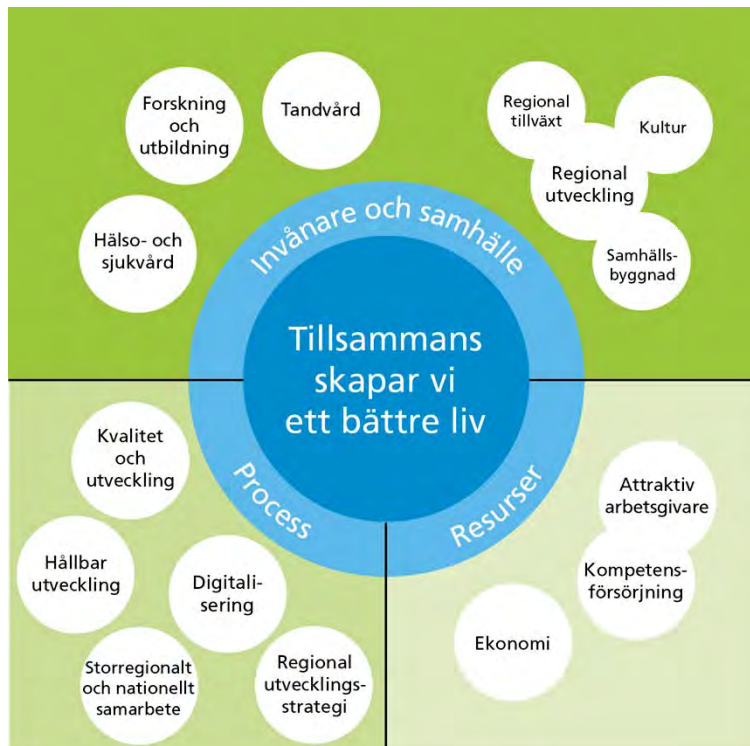 Forskning
och
utbildning
Tandvård
Hälso- och
sjukvård
Regional
tillväxt
Kultur
Regional
utveckling
Samhälls-
byggnad
Invånare och samhälle
Tillsammans
skapar vi
ett bättre liv
Process
Resurser
Kvalitet
och
utveckling
Hållbar
utveckling
Digitali-
sering
Storregionalt
och nationellt
samarbete
Regional
utvecklings-
strategi
Attraktiv
arbetsgivare
Kompetens-
försörjning
Ekonomi